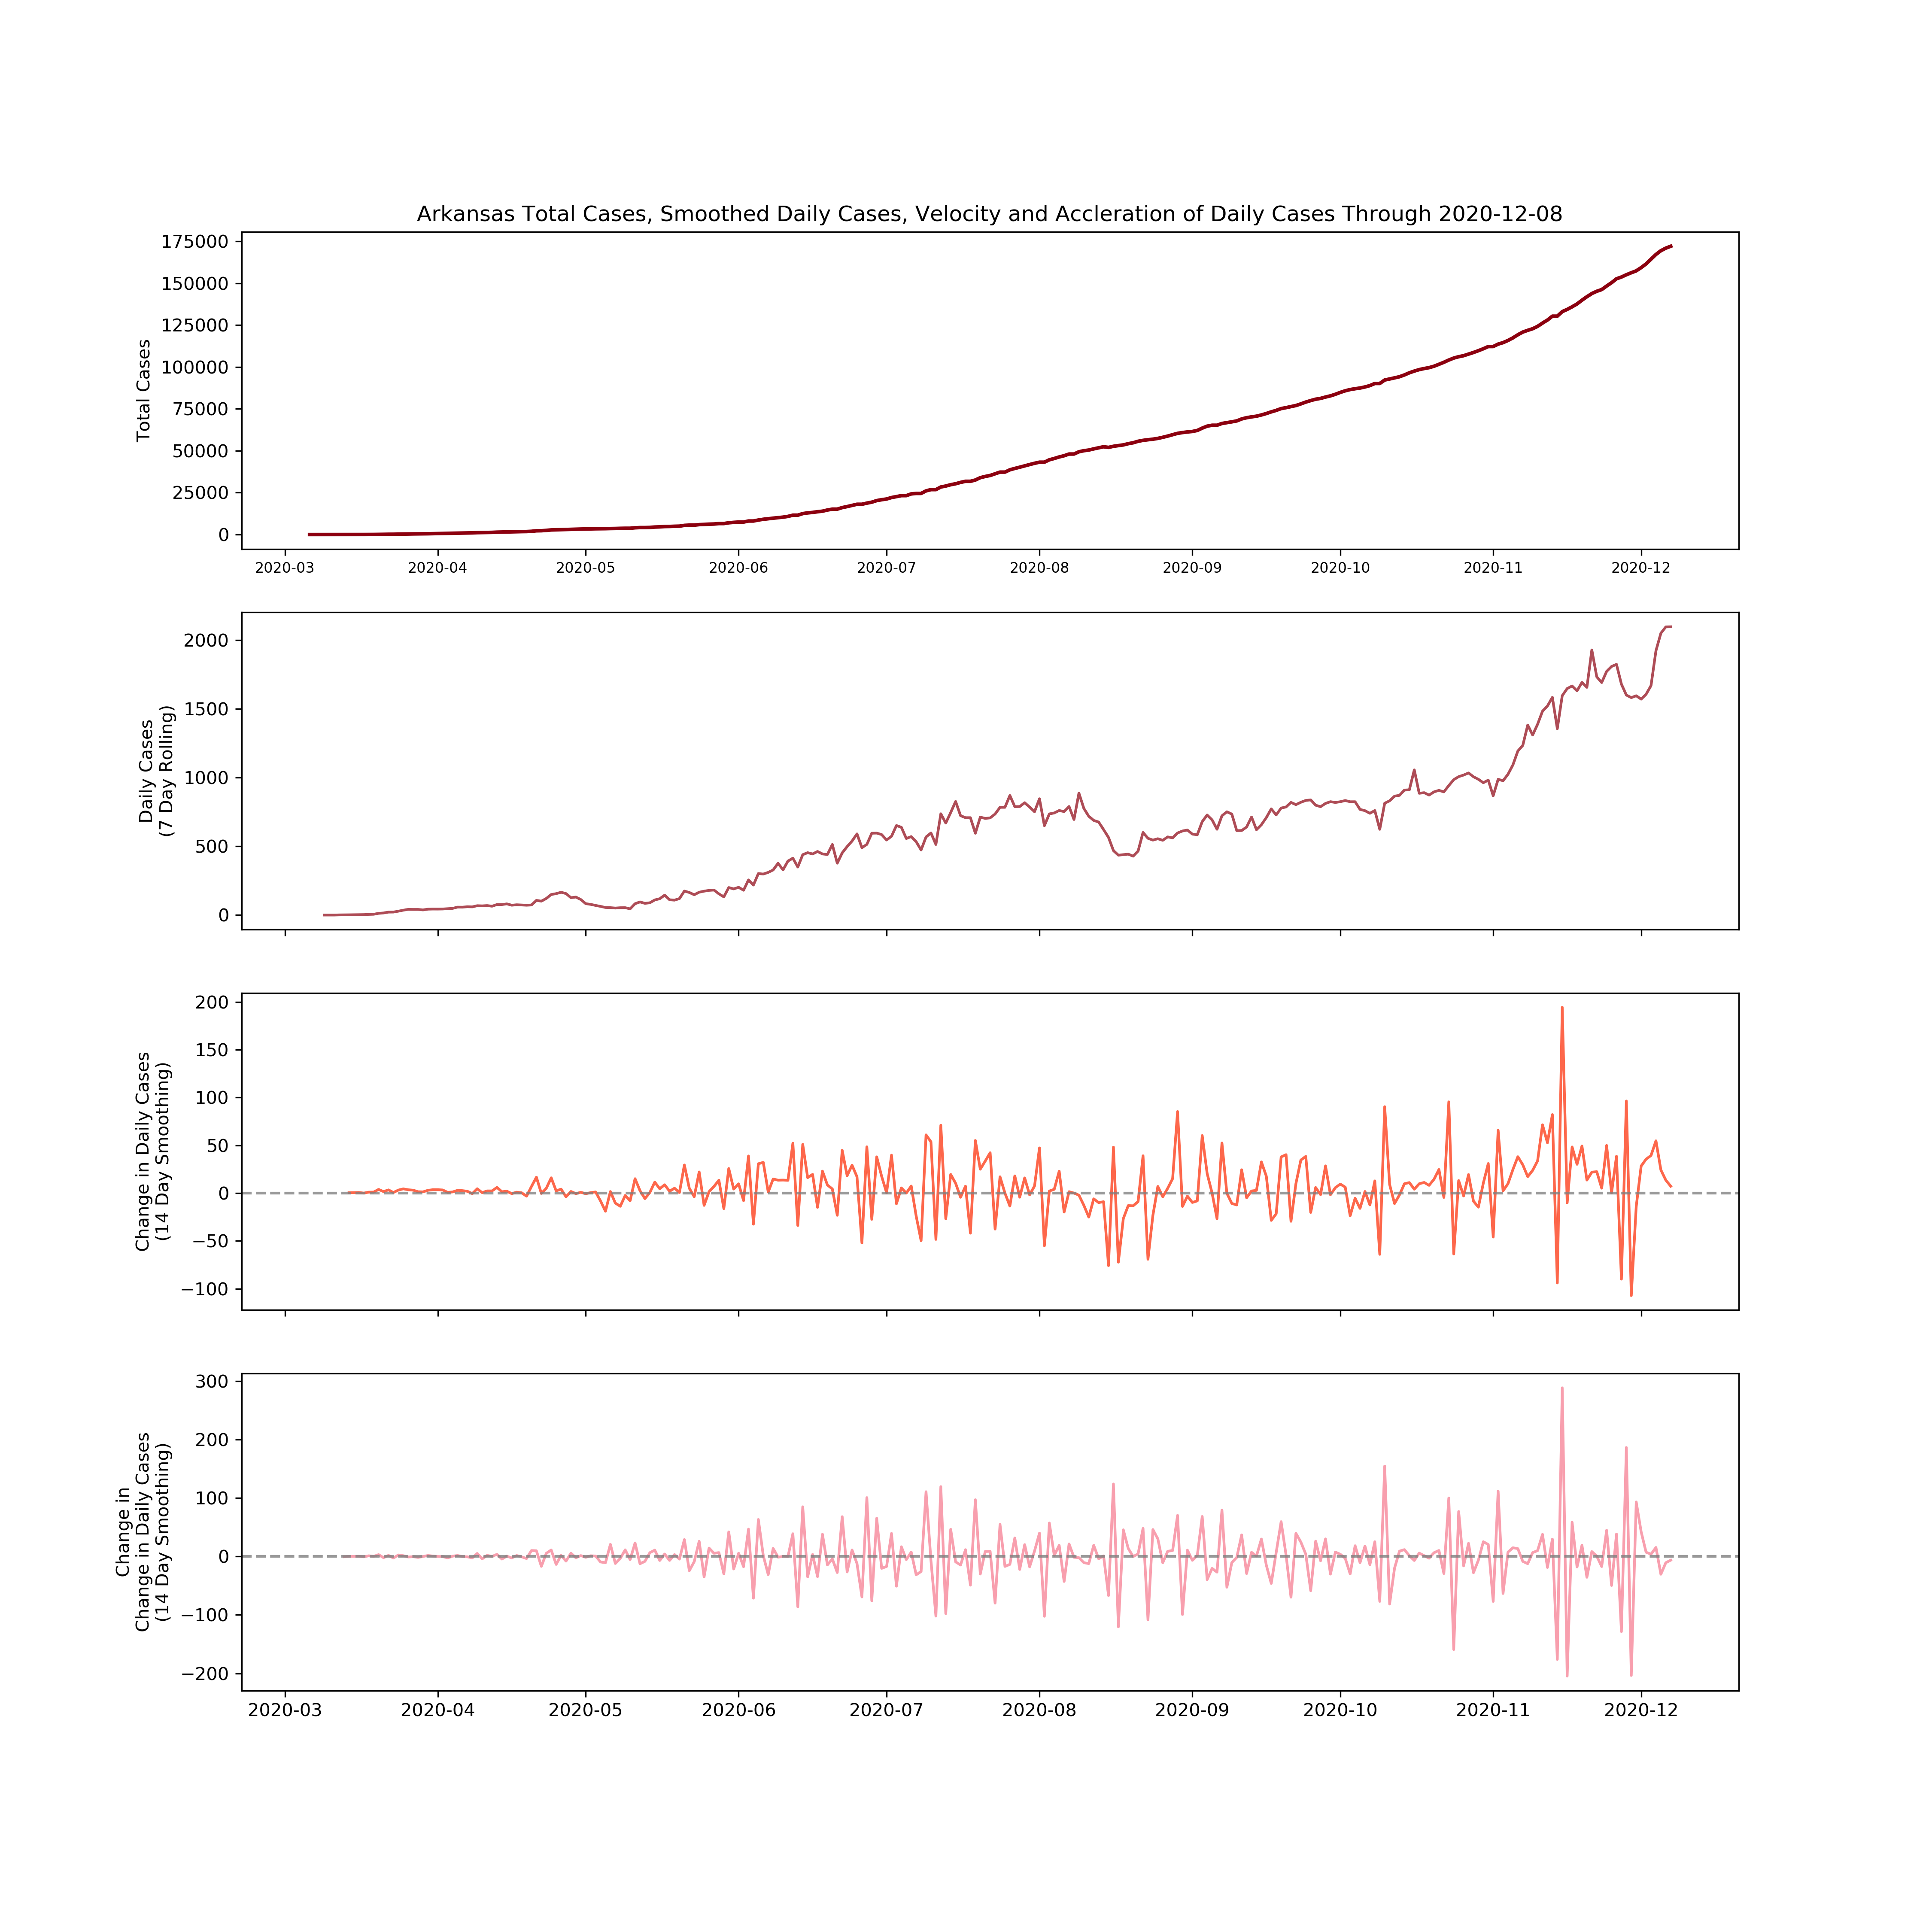 Arkansas Total Cases, Smoothed Daily Cases, Velocity and Accleration of Daily Cases Through 2020-12-08
Total Cases
175000
150000
125000
100000
75000
50000
25000
0
2020-03 2020-04 2020-05 2020-06 2020-07 2020-08 2020-09 2020-10 2020-11 2020-12
Daily Cases
(7 Day Rolling)
2000
1500
1000
500
0
Change in Daily Cases
(14 Day Smoothing)
200
150
100
50
0
−50
−100
Change in
Change in Daily Cases
(14 Day Smoothing)
300
200
100
0
−100
−200
2020-03 2020-04 2020-05 2020-06 2020-07 2020-08 2020-09 2020-10 2020-11 2020-12